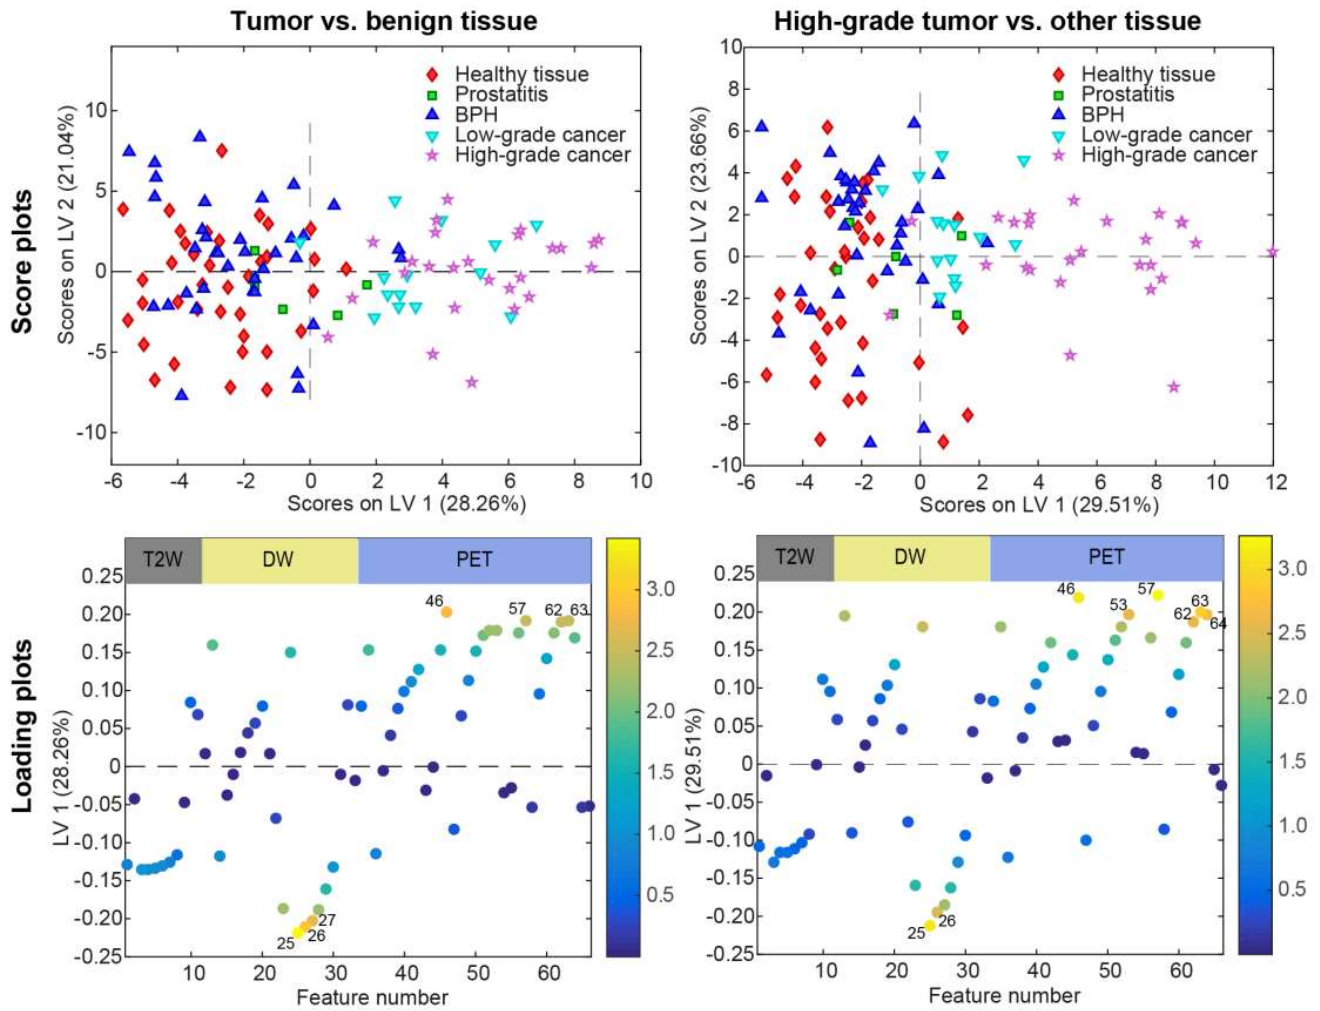 Tumor vs. benign tissue
High-grade tumor vs. other tissue
Score plots
Scores on LV 2 (21.04%)
10
5
0
-5
-10
-6 -4 -2 0 2 4 6 8 10
Scores on LV 1 (28.26%)
Healthy tissue
Prostatitis
BPH
Low-grade cancer
High-grade cancer
Scores on LV 2 (23.66%)
10
8
6
4
2
0
-2
-4
-6
-8
-10
-6 -4 -2 0 2 4 6 8 10 12
Scores on LV 1 (29.51%)
Healthy tissue
Prostatitis
BPH
Low-grade cancer
High-grade cancer
Loading plots
T2W DW PET
LV 1 (28.26%)
0.25
0.20
0.15
0.10
0.05
0
-0.05
-0.10
-0.15
-0.20
-0.25
46 57 62 63
27
25 26
10 20 30 40 50 60
Feature number
3.0
2.5
2.0
1.5
1.0
0.5
T2W DW PET
LV 1 (29.51%)
0.25
0.20
0.15
0.10
0.05
0
-0.05
-0.10
-0.15
-0.20
-0.25
46 57
53 63
62 64
26
25
10 20 30 40 50 60
Feature number
3.0
2.5
2.0
1.5
1.0
0.5